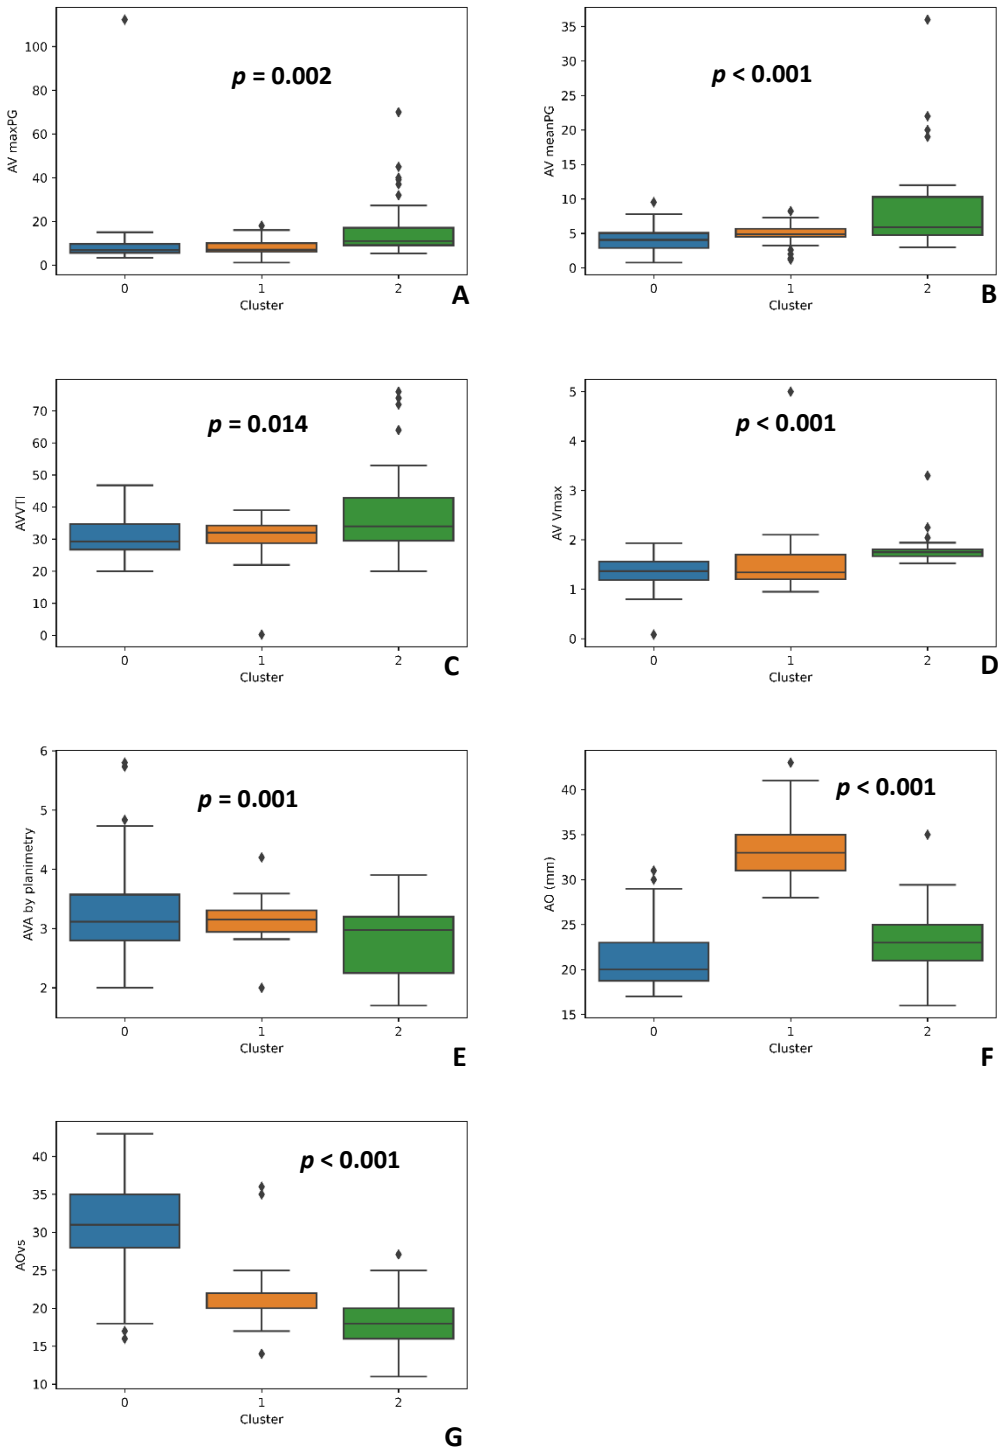 AV maxPG
100
80
60
40
20
0
p = 0.002
0 1 2
Cluster
A
AV meanPG
35
30
25
20
15
10
5
0
p < 0.001
0 1 2
Cluster
B
AVVTI
70
60
50
40
30
20
10
0
p = 0.014
0 1 2
Cluster
C
AV Vmax
5
4
3
2
1
0
p < 0.001
0 1 2
Cluster
D
AVA by planimetry
6
5
4
3
2
p = 0.001
0 1 2
Cluster
E
AO (mm)
40
35
30
25
20
15
p < 0.001
0 1 2
Cluster
F
AOvs
40
35
30
25
20
15
10
p < 0.001
0 1 2
Cluster
G